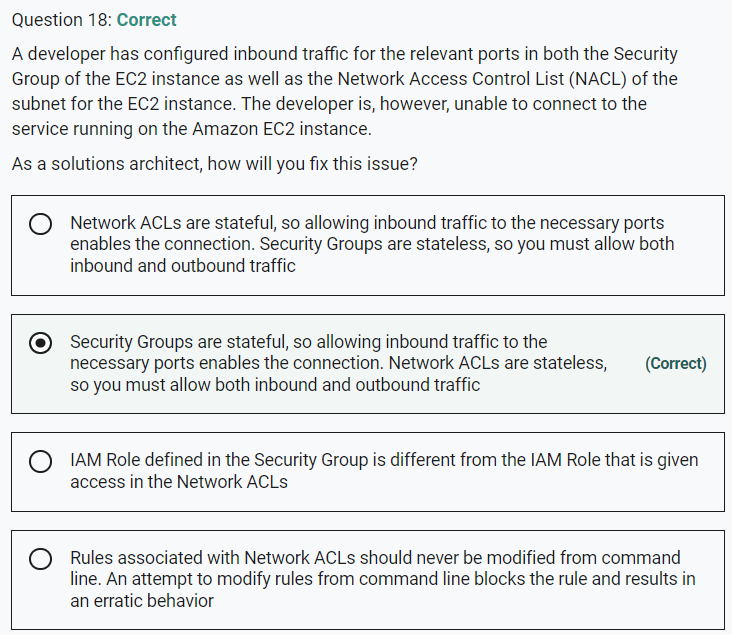 Question 18: Correct
A developer has configured inbound traffic for the relevant ports in both the Security
Group of the EC2 instance as well as the Network Access Control List (NACL) of the
subnet for the EC2 instance. The developer is, however, unable to connect to the
service running on the Amazon EC2 instance.
As a solutions architect, how will you fix this issue?
Network ACLs are stateful, so allowing inbound traffic to the necessary ports
enables the connection. Security Groups are stateless, so you must allow both
inbound and outbound traffic
Security Groups are stateful, so allowing inbound traffic to the
necessary ports enables the connection. Network ACLs are stateless,
so you must allow both inbound and outbound traffic
(Correct)
IAM Role defined in the Security Group is different from the IAM Role that is given
access in the Network ACLs
Rules associated with Network ACLs should never be modified from command
line. An attempt to modify rules from command line blocks the rule and results in
an erratic behavior